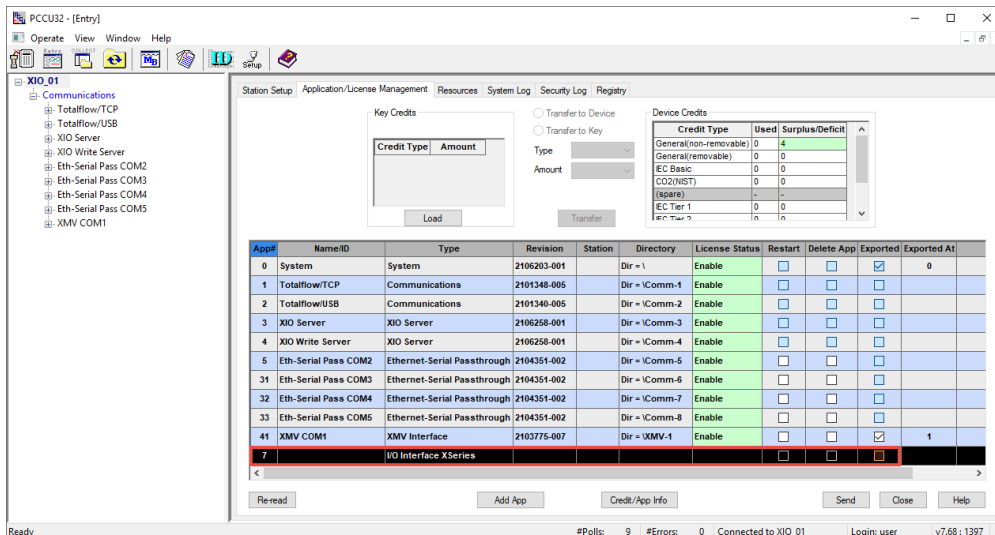 PCCU32 - [Entry]
Operate View Window Help
Entry COLLECT MB ID Setup
XIO_01
Communications
Totalflow/TCP
Totalflow/USB
XIO Server
XIO Write Server
Eth-Serial Pass COM2
Eth-Serial Pass COM3
Eth-Serial Pass COM4
Eth-Serial Pass COM5
XMV COM1
Station Setup Application/License Management Resources System Log Security Log Registry
Key Credits
Credit Type Amount
Load
Transfer to Device
Transfer to Key
Type
Amount
Transfer
Device Credits
Credit Type Used Surplus/Deficit
General(non-removable) 0 4
General(removable) 0 0
IEC Basic 0 0
CO2(NIST) 0 0
(spare) - -
IEC Tier 1 0 0
IEC Tier 2 0 0
App# Name/ID Type Revision Station Directory License Status Restart Delete App Exported Exported At
0 System System 2106203-001 Dir = \ Enable 0
1 Totalflow/TCP Communications 2101348-005 Dir = \Comm-1 Enable
2 Totalflow/USB Communications 2101340-005 Dir = \Comm-2 Enable
3 XIO Server XIO Server 2106258-001 Dir = \Comm-3 Enable
4 XIO Write Server XIO Server 2106258-001 Dir = \Comm-4 Enable
5 Eth-Serial Pass COM2 Ethernet-Serial Passthrough 2104351-002 Dir = \Comm-5 Enable
31 Eth-Serial Pass COM3 Ethernet-Serial Passthrough 2104351-002 Dir = \Comm-6 Enable
32 Eth-Serial Pass COM4 Ethernet-Serial Passthrough 2104351-002 Dir = \Comm-7 Enable
33 Eth-Serial Pass COM5 Ethernet-Serial Passthrough 2104351-002 Dir = \Comm-8 Enable
41 XMV COM1 XMV Interface 2103775-007 Dir = \XMV-1 Enable 1
7 I/O Interface XSeries
Re-read Add App Credit/App Info Send Close Help
Ready #Polls: 9 #Errors: 0 Connected to XIO_01 Login: user v7.68 : 1397